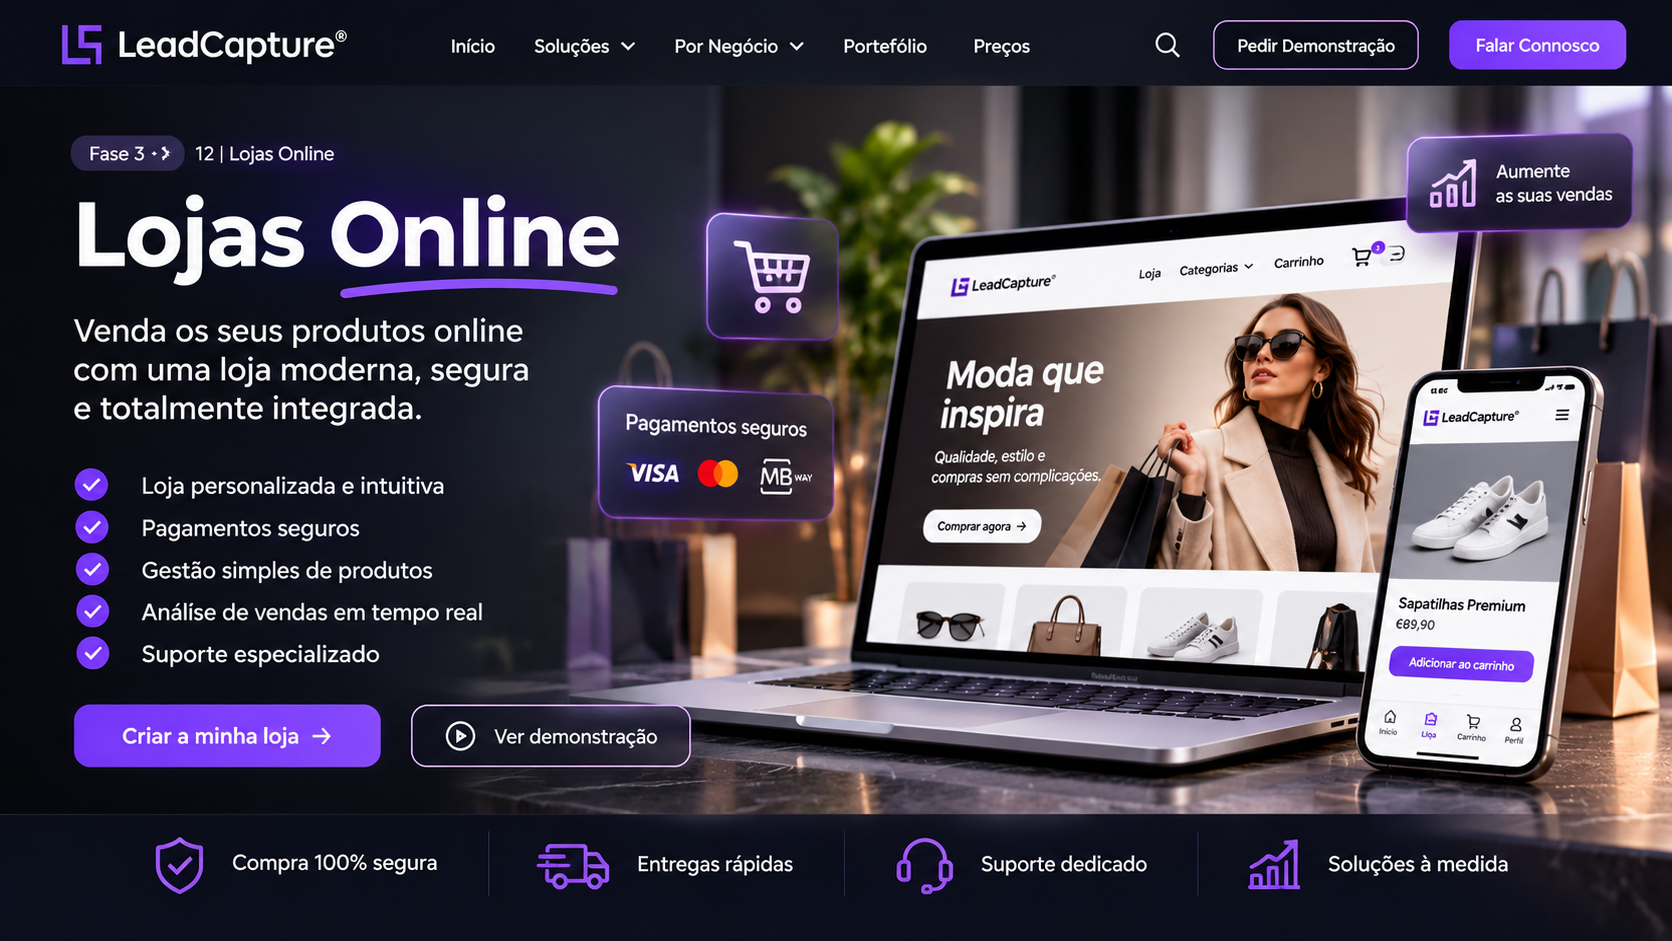 LeadCapture®
Início
Soluções
Por Negócio
Portefólio
Preços
Pedir Demonstração
Falar Connosco
Fase 3
12 | Lojas Online
Lojas Online
Venda os seus produtos online
com uma loja moderna, segura
e totalmente integrada.
Loja personalizada e intuitiva
Pagamentos seguros
Gestão simples de produtos
Análíse de vendas em tempo real
Suporte especializado
Criar a minha loja →
Ver demonstração
Pagamentos seguros
VISA
MB WAY
Aumente
as suas vendas
LeadCapture®
Loja
Categorias
Carrinho
Moda que
inspira
Qualidade, estilo e
compras sem complicações.
Comprar agora →
LeadCapture®
Sapatilhas Premium
€89,90
Adicionar ao carrinho
Início
Carrinho
Perfil
Compra 100% segura
Entregas rápidas
Suporte dedicado
Soluções à medida